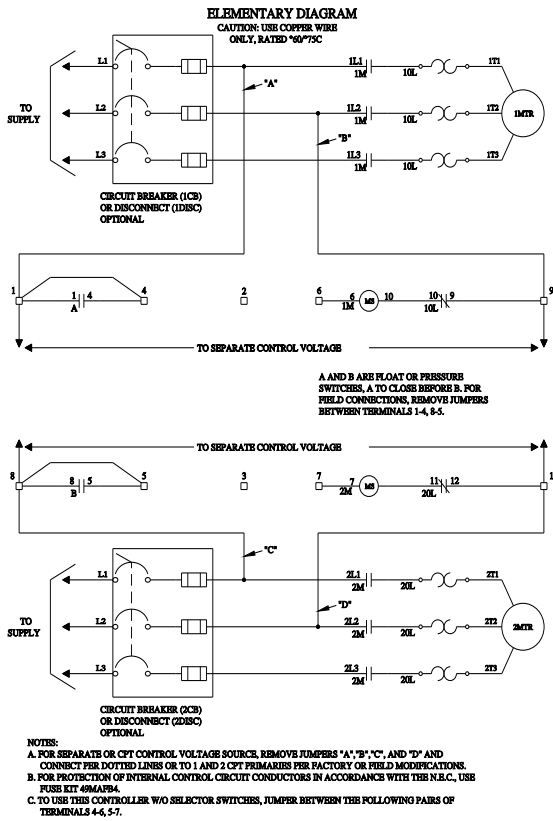 ELEMENTARY DIAGRAM
CAUTION: USE COPPER WIRE
ONLY, RATED °60/°75C
L1
1L1
1M
10L
1T1
"A"
TO
SUPPLY
L2
1L2
1M
10L
1T2
1MTR
"B"
L3
1L3
1M
10L
1T3
CIRCUIT BREAKER (1CB)
OR DISCONNECT (1DISC)
OPTIONAL
1
1
4
A
4
2
6
6
1M
MS
10
10
9
10L
9
TO SEPARATE CONTROL VOLTAGE
A AND B ARE FLOAT OR PRESSURE
SWITCHES, A TO CLOSE BEFORE B. FOR
FIELD CONNECTIONS, REMOVE JUMPERS
BETWEEN TERMINALS 1-4, 8-5.
TO SEPARATE CONTROL VOLTAGE
8
8
5
B
5
3
7
7
2M
MS
11
12
20L
1
"C"
L1
2L1
2M
20L
2T1
"D"
TO
SUPPLY
L2
2L2
2M
20L
2T2
2MTR
L3
2L3
2M
20L
2T3
CIRCUIT BREAKER (2CB)
OR DISCONNECT (2DISC)
OPTIONAL
NOTES:
A. FOR SEPARATE OR CPT CONTROL VOLTAGE SOURCE, REMOVE JUMPERS "A","B","C", AND "D" AND
CONNECT PER DOTTED LINES OR TO 1 AND 2 CPT PRIMARIES PER FACTORY OR FIELD MODIFICATIONS.
B. FOR PROTECTION OF INTERNAL CONTROL CIRCUIT CONDUCTORS IN ACCORDANCE WITH THE N.E.C., USE
FUSE KIT 49MAFB4.
C. TO USE THIS CONTROLLER W/O SELECTOR SWITCHES, JUMPER BETWEEN THE FOLLOWING PAIRS OF
TERMINALS 4-6, 5-7.